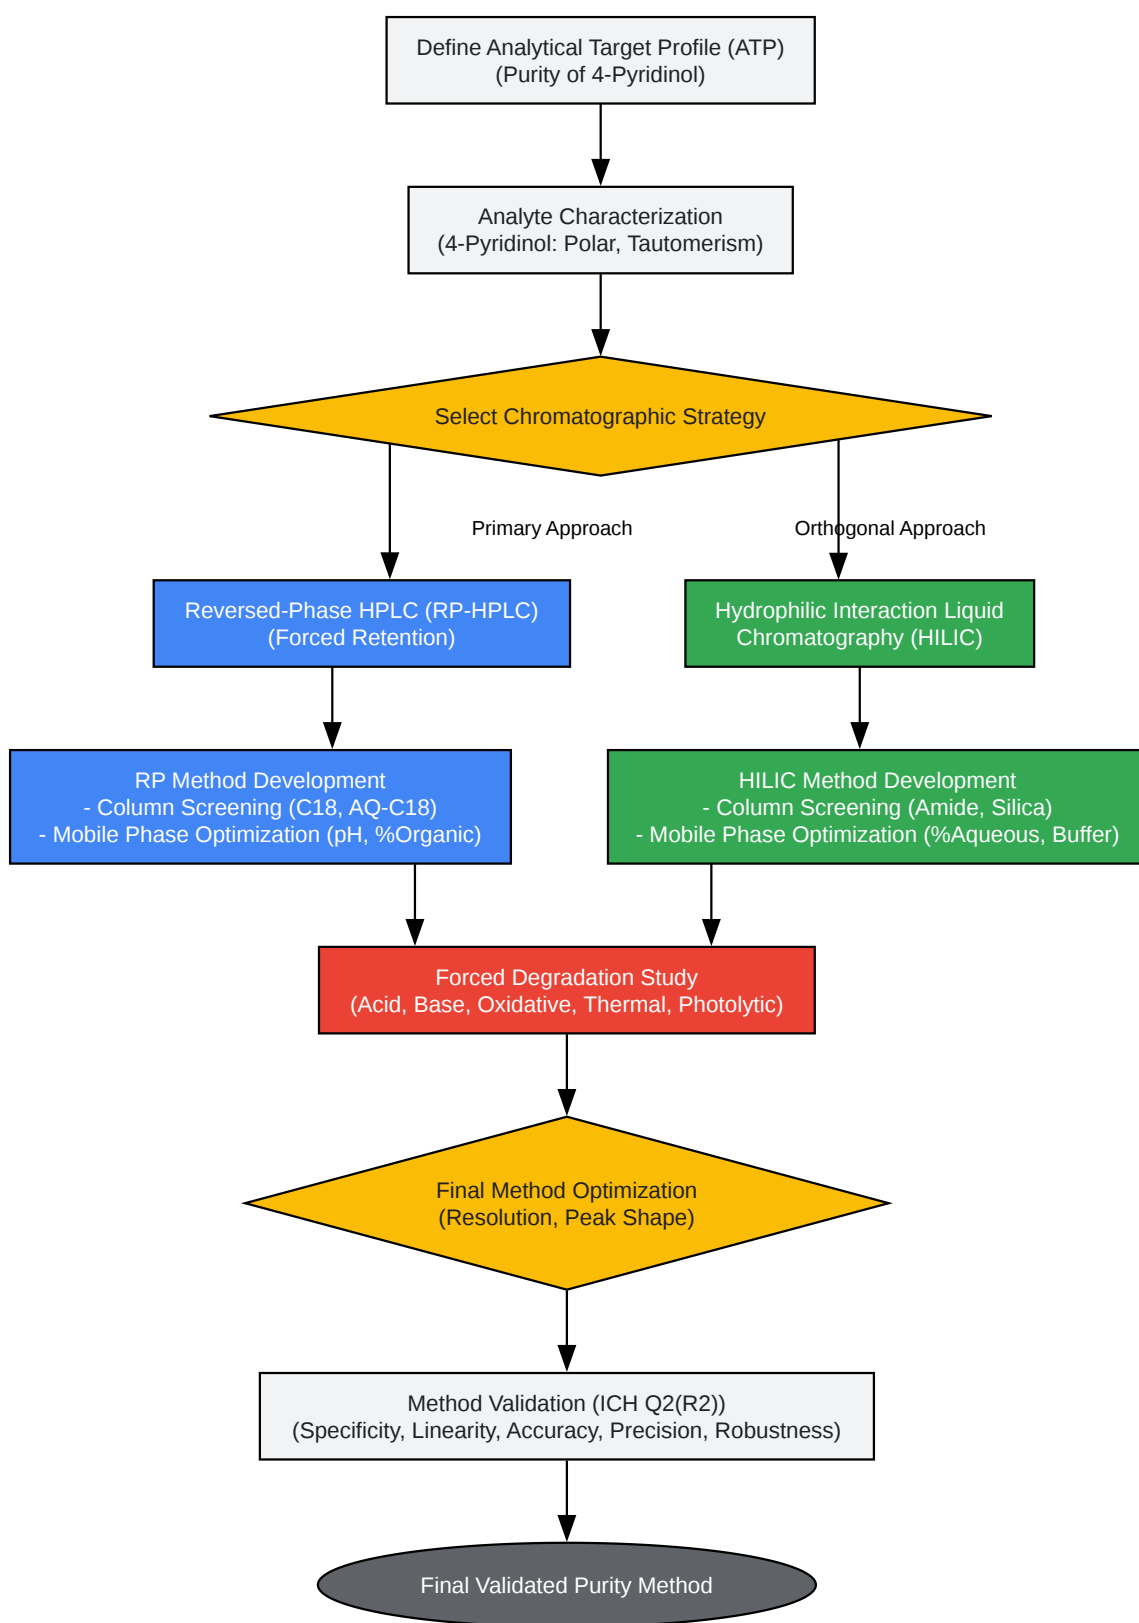 Define Analytical Target Profile (ATP)
(Purity of 4-Pyridinol)
Analyte Characterization
(4-Pyridinol: Polar, Tautomerism)
Select Chromatographic Strategy
Primary Approach
Orthogonal Approach
Reversed-Phase HPLC (RP-HPLC)
(Forced Retention)
Hydrophilic Interaction Liquid
Chromatography (HILIC)
RP Method Development
- Column Screening (C18, AQ-C18)
- Mobile Phase Optimization (pH, %Organic)
HILIC Method Development
- Column Screening (Amide, Silica)
- Mobile Phase Optimization (%Aqueous, Buffer)
Forced Degradation Study
(Acid, Base, Oxidative, Thermal, Photolytic)
Final Method Optimization
(Resolution, Peak Shape)
Method Validation (ICH Q2(R2))
(Specificity, Linearity, Accuracy, Precision, Robustness)
Final Validated Purity Method